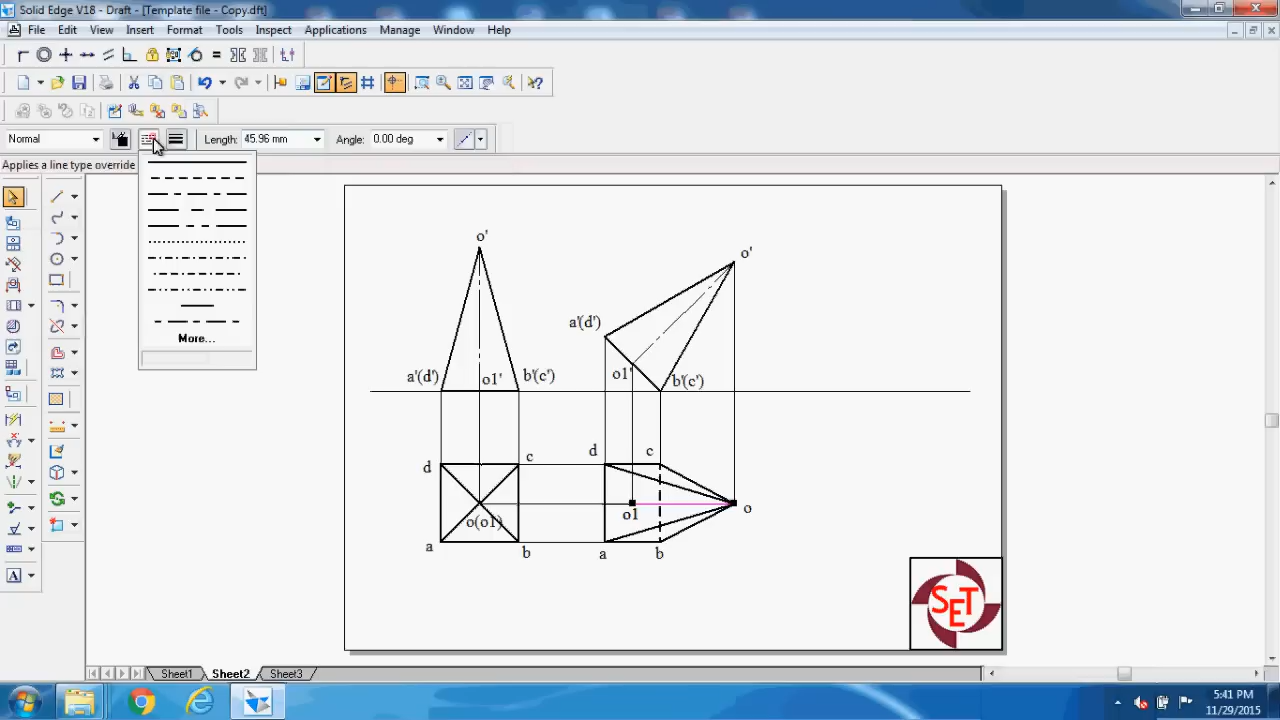 Solid Edge V18 - Draft - [Template file - Copy.dft]
File Edit View Insert Format Tools Inspect Applications Manage Window Help
Normal Length: 45.96 mm Angle: 0.00 deg
Applies a line type override
More...
o'
o'
a'(d')
a'(d') o1' b'(c')
o1' b'(c')
d c
d c
o(o1) o1 o
a b a b
SET
Sheet1 Sheet2 Sheet3
5:41 PM
11/29/2015